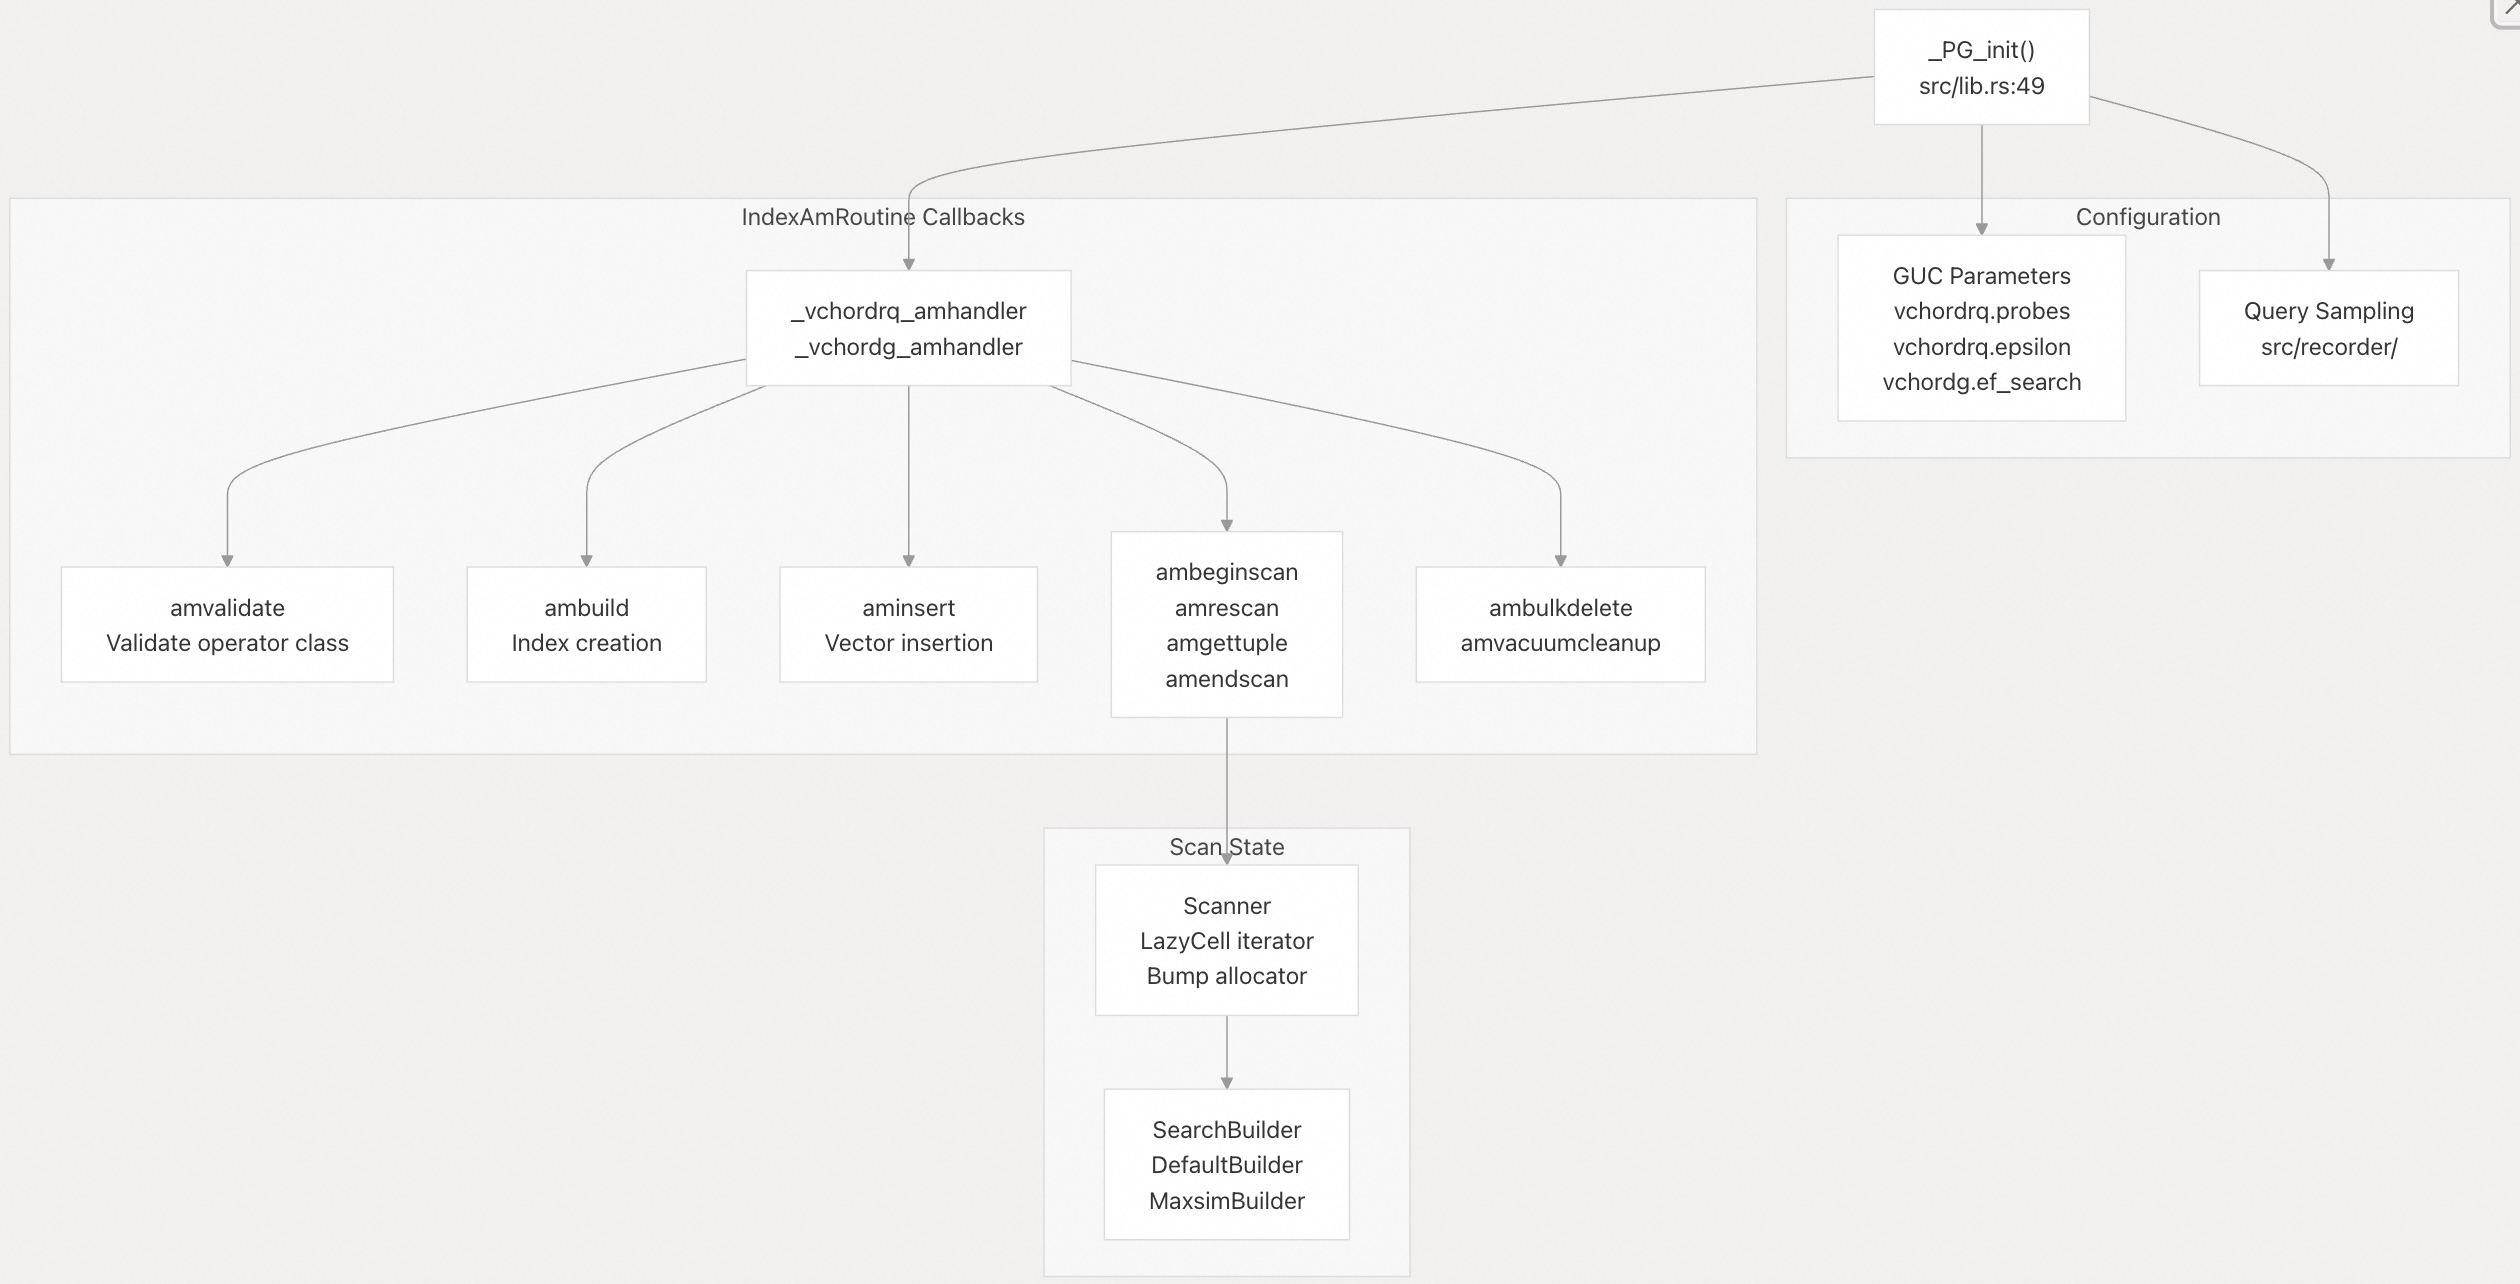 _PG_init()
src/lib.rs:49
IndexAmRoutine Callbacks
Configuration
_vchordrq_amhandler
_vchordg_amhandler
GUC Parameters
vchordrq.probes
vchordrq.epsilon
vchordg.ef_search
Query Sampling
src/recorder/
amvalidate
Validate operator class
ambuild
Index creation
aminsert
Vector insertion
ambeginscan
amrescan
amgettuple
amendscan
ambulkdelete
amvacuumcleanup
Scan State
Scanner
LazyCell iterator
Bump allocator
SearchBuilder
DefaultBuilder
MaxsimBuilder